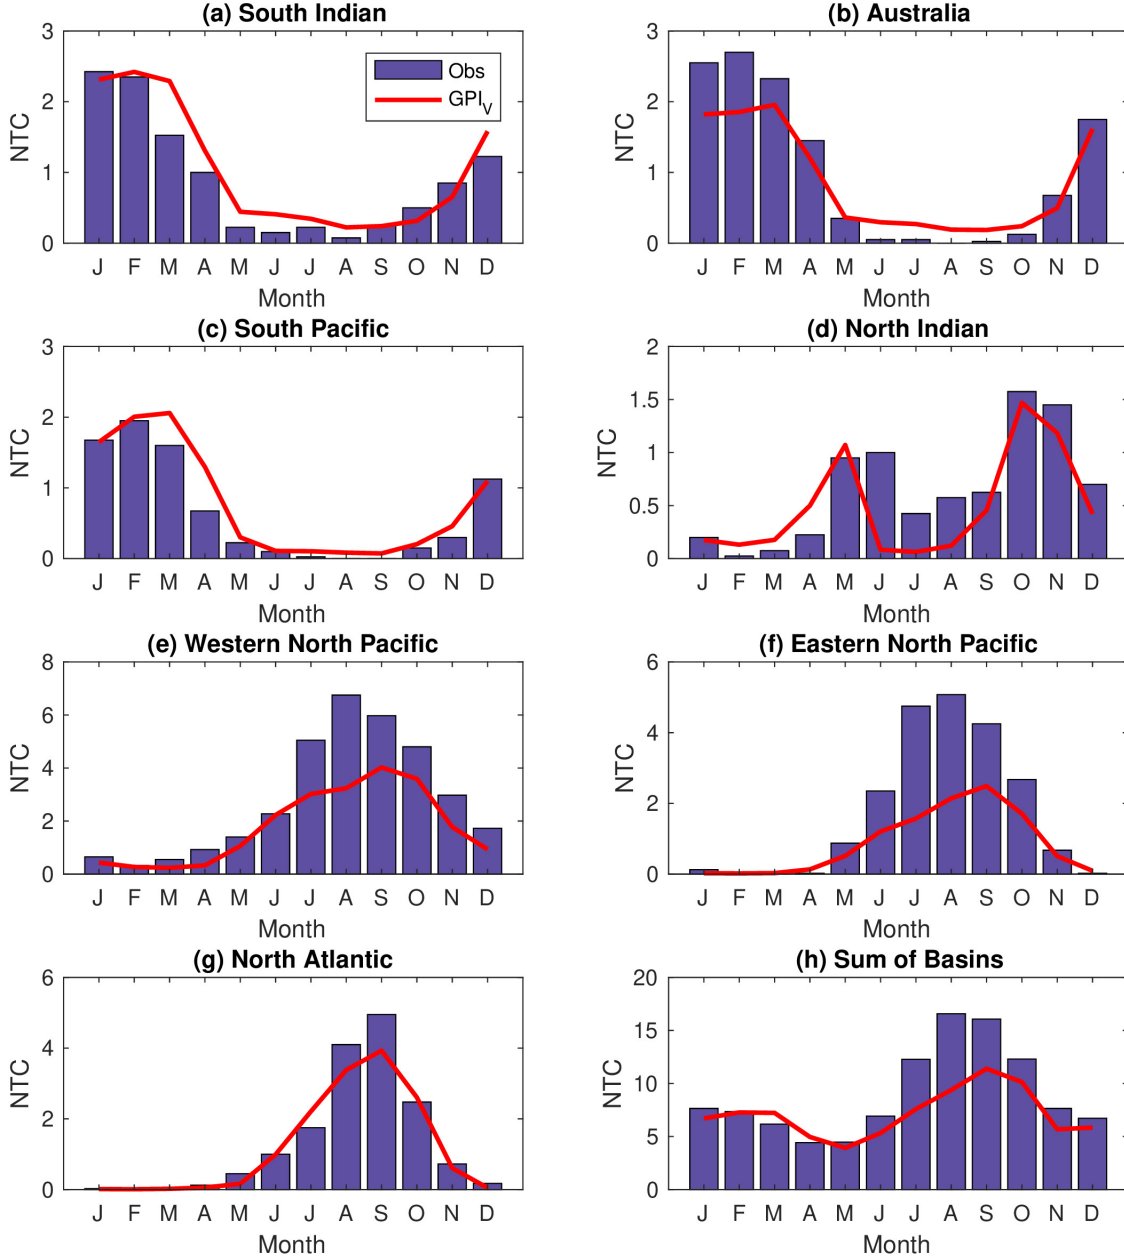 (a) South Indian
3
2
1
0
NTC
Obs
GPI_V
J F M A M J J A S O N D
Month
(b) Australia
3
2
1
0
NTC
J F M A M J J A S O N D
Month
(c) South Pacific
3
2
1
0
NTC
J F M A M J J A S O N D
Month
(d) North Indian
2
1.5
1
0.5
0
NTC
J F M A M J J A S O N D
Month
(e) Western North Pacific
8
6
4
2
0
NTC
J F M A M J J A S O N D
Month
(f) Eastern North Pacific
6
4
2
0
NTC
J F M A M J J A S O N D
Month
(g) North Atlantic
6
4
2
0
NTC
J F M A M J J A S O N D
Month
(h) Sum of Basins
20
15
10
5
0
NTC
J F M A M J J A S O N D
Month